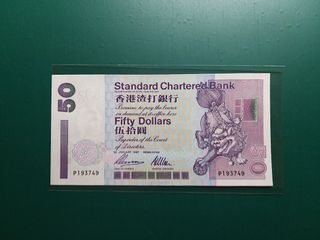 50
Standard Chartered Bank
香港渣打銀行
Promises to pay the bearer
on demand at its office here
Fifty Dollars
伍拾圓
By order of the Court
of Directors.
P193749
P193749